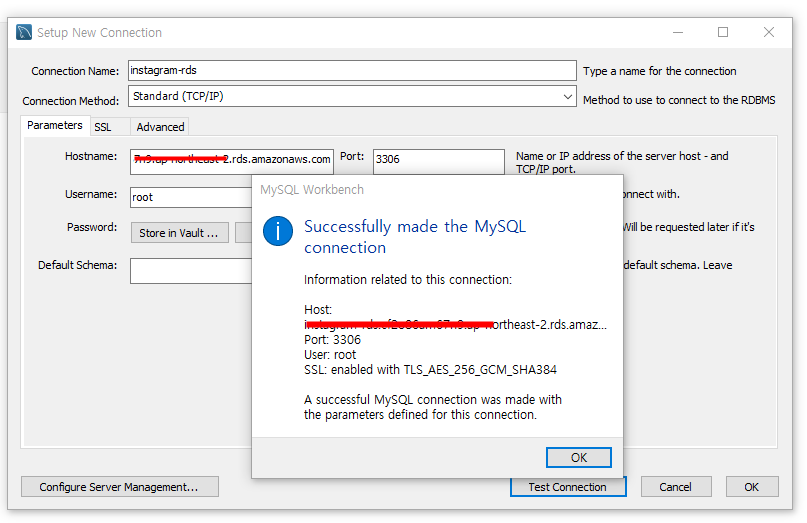 Setup New Connection
Connection Name: instagram-rds Type a name for the connection
Connection Method: Standard (TCP/IP) Method to use to connect to the RDBMS
Parameters SSL Advanced
Hostname: northeast-2.rds.amazonaws.com Port: 3306 Name or IP address of the server host - and
TCP/IP port.
Username: root onnect with.
Password: Store in Vault ... Will be requested later if it's
Default Schema: default schema. Leave
MySQL Workbench
Successfully made the MySQL
connection
Information related to this connection:
Host:
northeast-2.rds.amaz...
Port: 3306
User: root
SSL: enabled with TLS_AES_256_GCM_SHA384
A successful MySQL connection was made with
the parameters defined for this connection.
OK
Configure Server Management... Test Connection Cancel OK